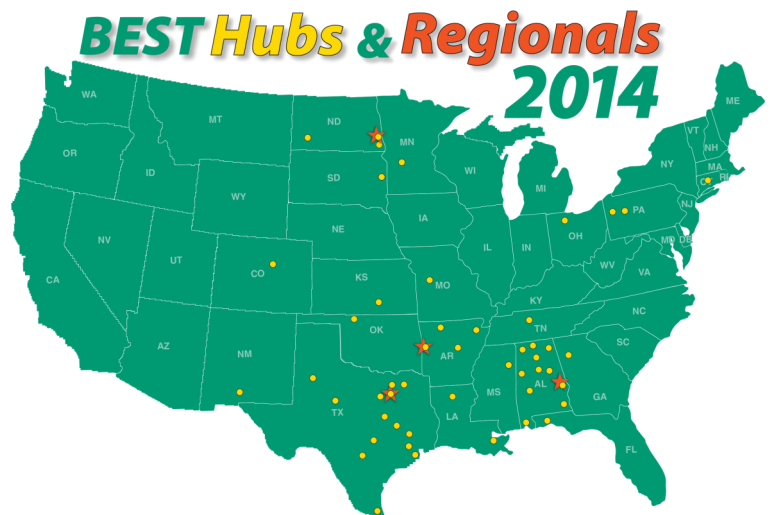 BEST Hubs & Regionals
2014
WA
MT
ND
MN
ME
VT
NH
OR
ID
WY
SD
WI
MI
NY
MA
RI
NV
UT
CO
NE
IA
IL
IN
OH
PA
NJ
MD
DE
CA
KS
MO
KY
WV
VA
AZ
NM
OK
AR
TN
NC
SC
TX
LA
MS
AL
GA
FL